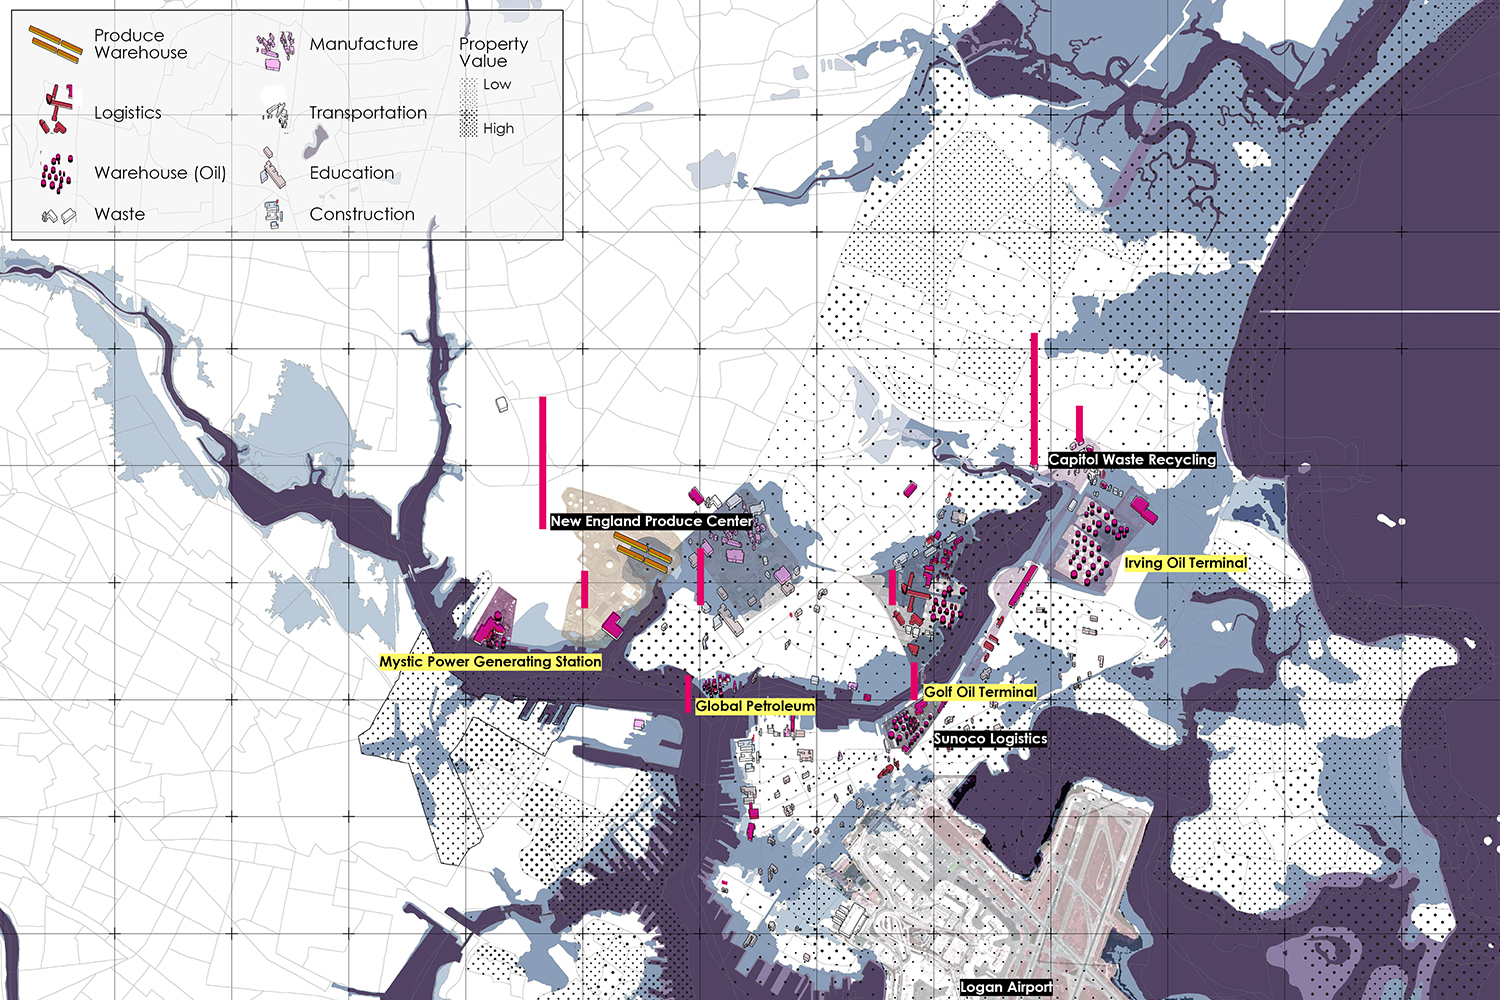 Produce
Warehouse
Logistics
Warehouse (Oil)
Waste
Manufacture
Transportation
Education
Construction
Property
Value
Low
High
Capitol Waste Recycling
New England Produce Center
Irving Oil Terminal
Mystic Power Generating Station
Golf Oil Terminal
Global Petroleum
Sunoco Logistics
Logan Airport